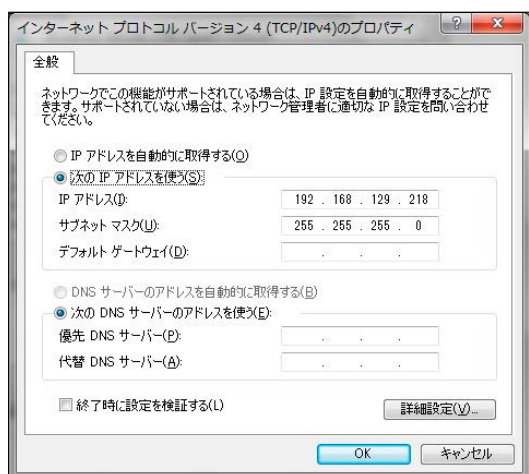 インターネット プロトコル バージョン 4 (TCP/IPv4)のプロパティ
全般
ネットワークでこの機能がサポートされている場合は、IP 設定を自動的に取得することがで
きます。サポートされていない場合は、ネットワーク管理者に適切な IP 設定を問い合わせ
てください。
IP アドレスを自動的に取得する(O)
次の IP アドレスを使う(S):
IP アドレス(I): 192 . 168 . 129 . 218
サブネット マスク(U): 255 . 255 . 255 . 0
デフォルト ゲートウェイ(D): . . .
DNS サーバーのアドレスを自動的に取得する(B)
次の DNS サーバーのアドレスを使う(E):
優先 DNS サーバー(P): . . .
代替 DNS サーバー(A): . . .
終了時に設定を検証する(L)
詳細設定(V)...
OK キャンセル